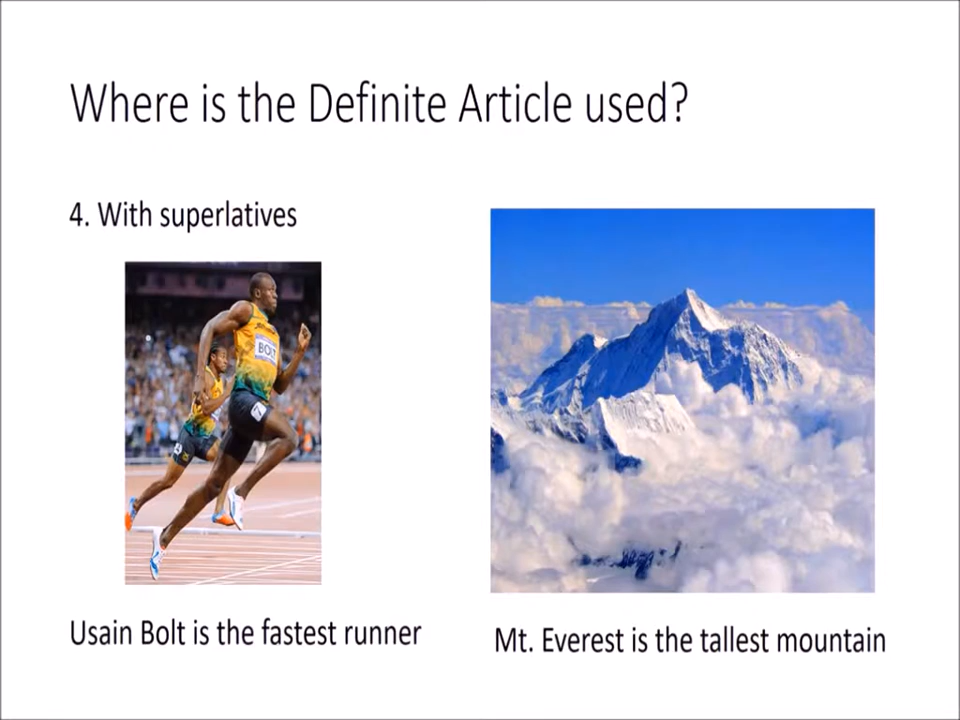 Where is the Definite Article used?
4. With superlatives
BOLT
Usain Bolt is the fastest runner
Mt. Everest is the tallest mountain